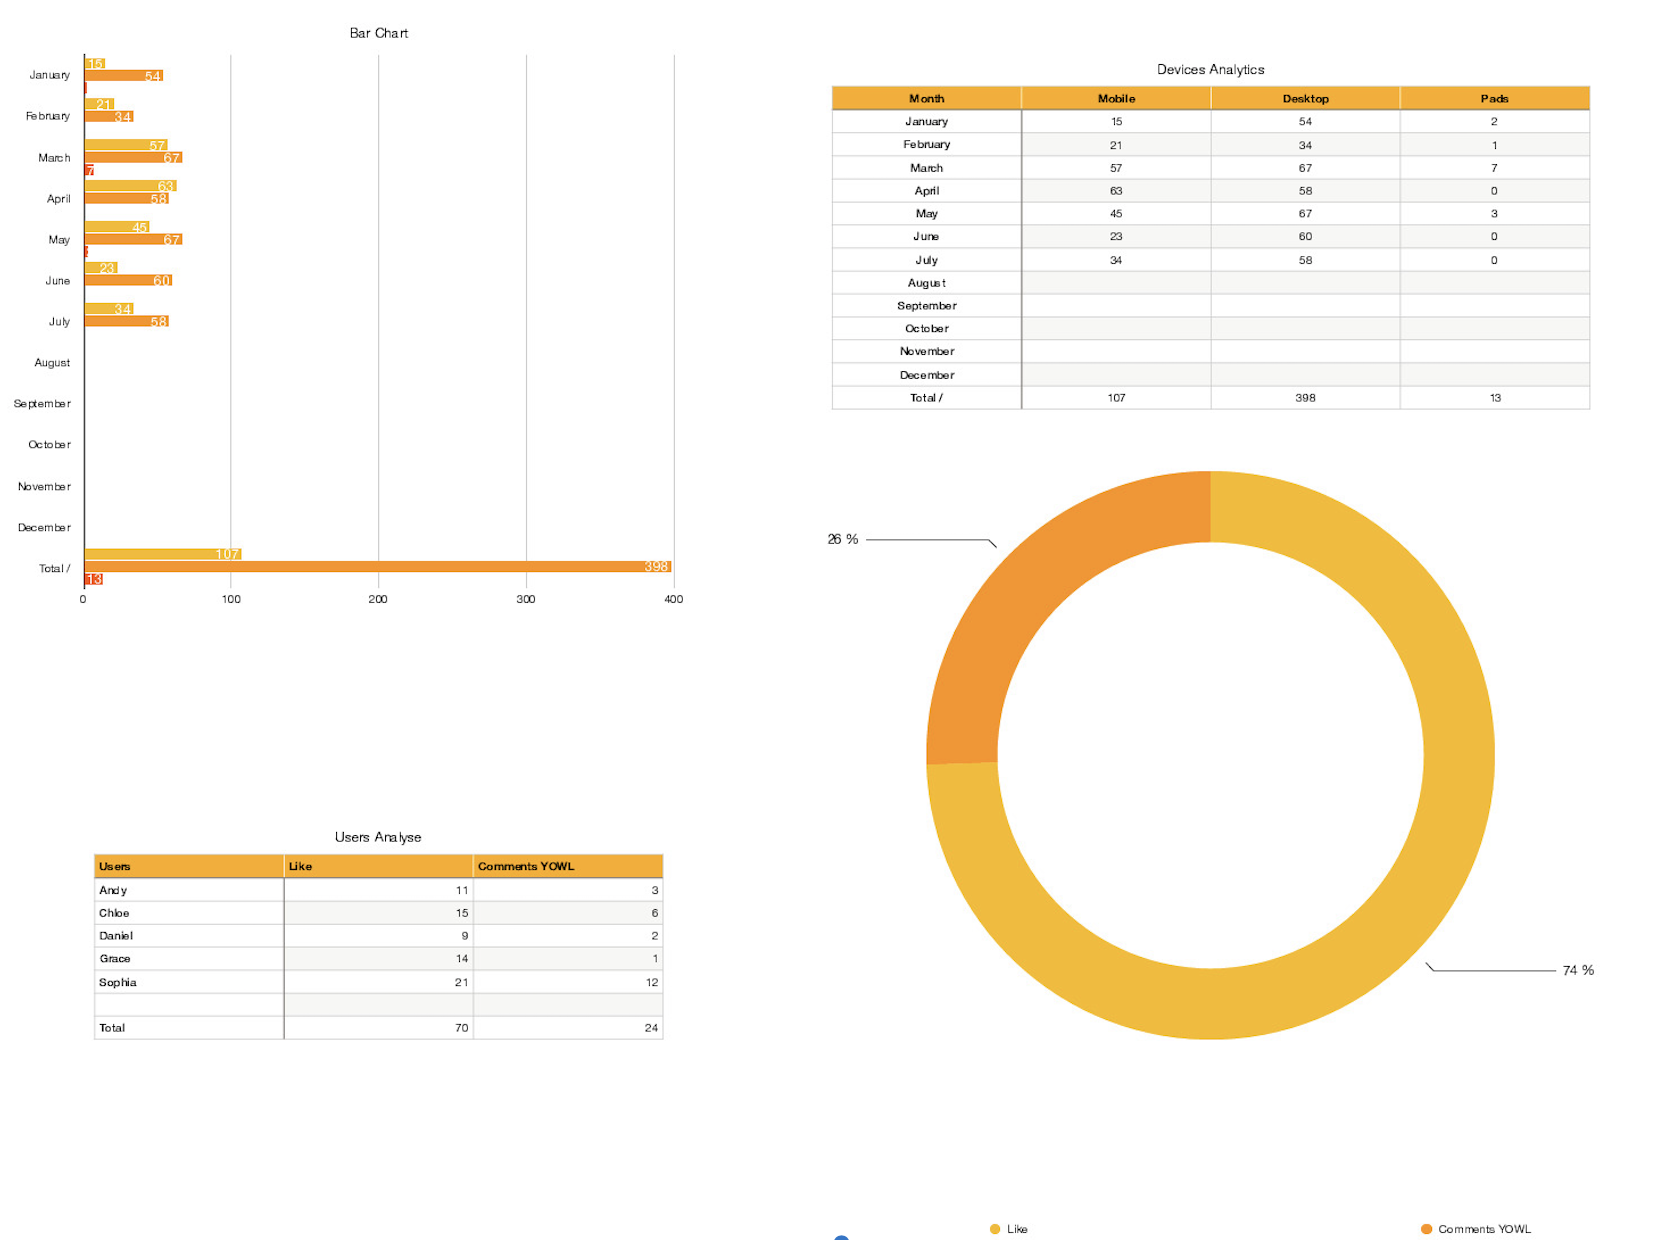 Bar Chart
15
January 54
21
February 34
57
March 67
7
63
April 58
45
May 67
23
June 60
34
July 58
August
September
October
November
December
107
Total / 398
13
0 100 200 300 400
Devices Analytics
Month Mobile Desktop Pads
January 15 54 2
February 21 34 1
March 57 67 7
April 63 58 0
May 45 67 3
June 23 60 0
July 34 58 0
August
September
October
November
December
Total / 107 398 13
Users Analyse
Users Like Comments YOWL
Andy 11 3
Chloe 15 6
Daniel 9 2
Grace 14 1
Sophia 21 12
Total 70 24
26 %
74 %
Like Comments YOWL